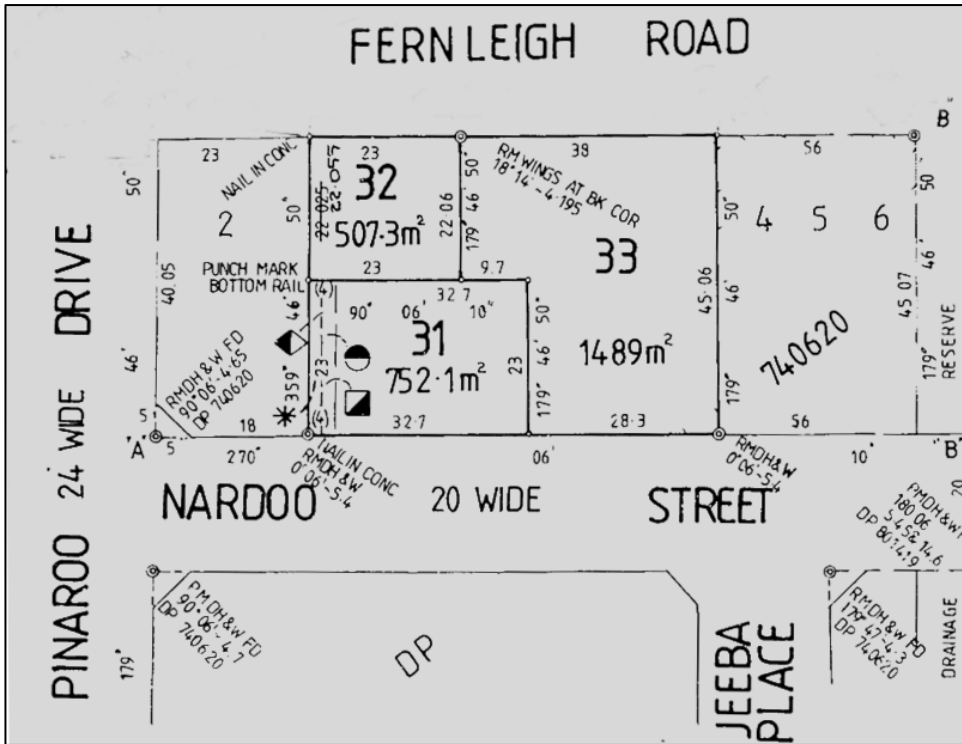 FERNLEIGH ROAD
PINAROO 24 WIDE DRIVE
"B"
23
23
38
56
NAIL IN CONC
RM WINGS AT BK COR
18°14'-4·195
50"
50"
50"
50"
50"
22·025
22·055
32
507·3m²
22·06
179° 46'
2
33
4 5 6
40·05
45·06
45·07
46'
46'
46'
PUNCH MARK
BOTTOM RAIL
23
9·7
(4)
32·7
90° 06' 10"
31
752·1m²
23
359° 46'
23
179° 46' 50"
1489m²
740620
179°
179°
RESERVE
RMDH&W FD
90°06'-4·65
DP 740620
5
5
18
(4)
32·7
28·3
56
"A"
"B"
270°
06'
10"
NAIL IN CONC
RMDH&W
0°06'-5·4
RMDH&W
0°06'-5·4
NARDOO 20 WIDE STREET
20
180°06'
PMDH&W FD
90°06'-4·7
DP 740620
179°
DP
JEEBA
PLACE
RMDH&W FD
179°47'-4·3
DP 740620
DRAINAGE